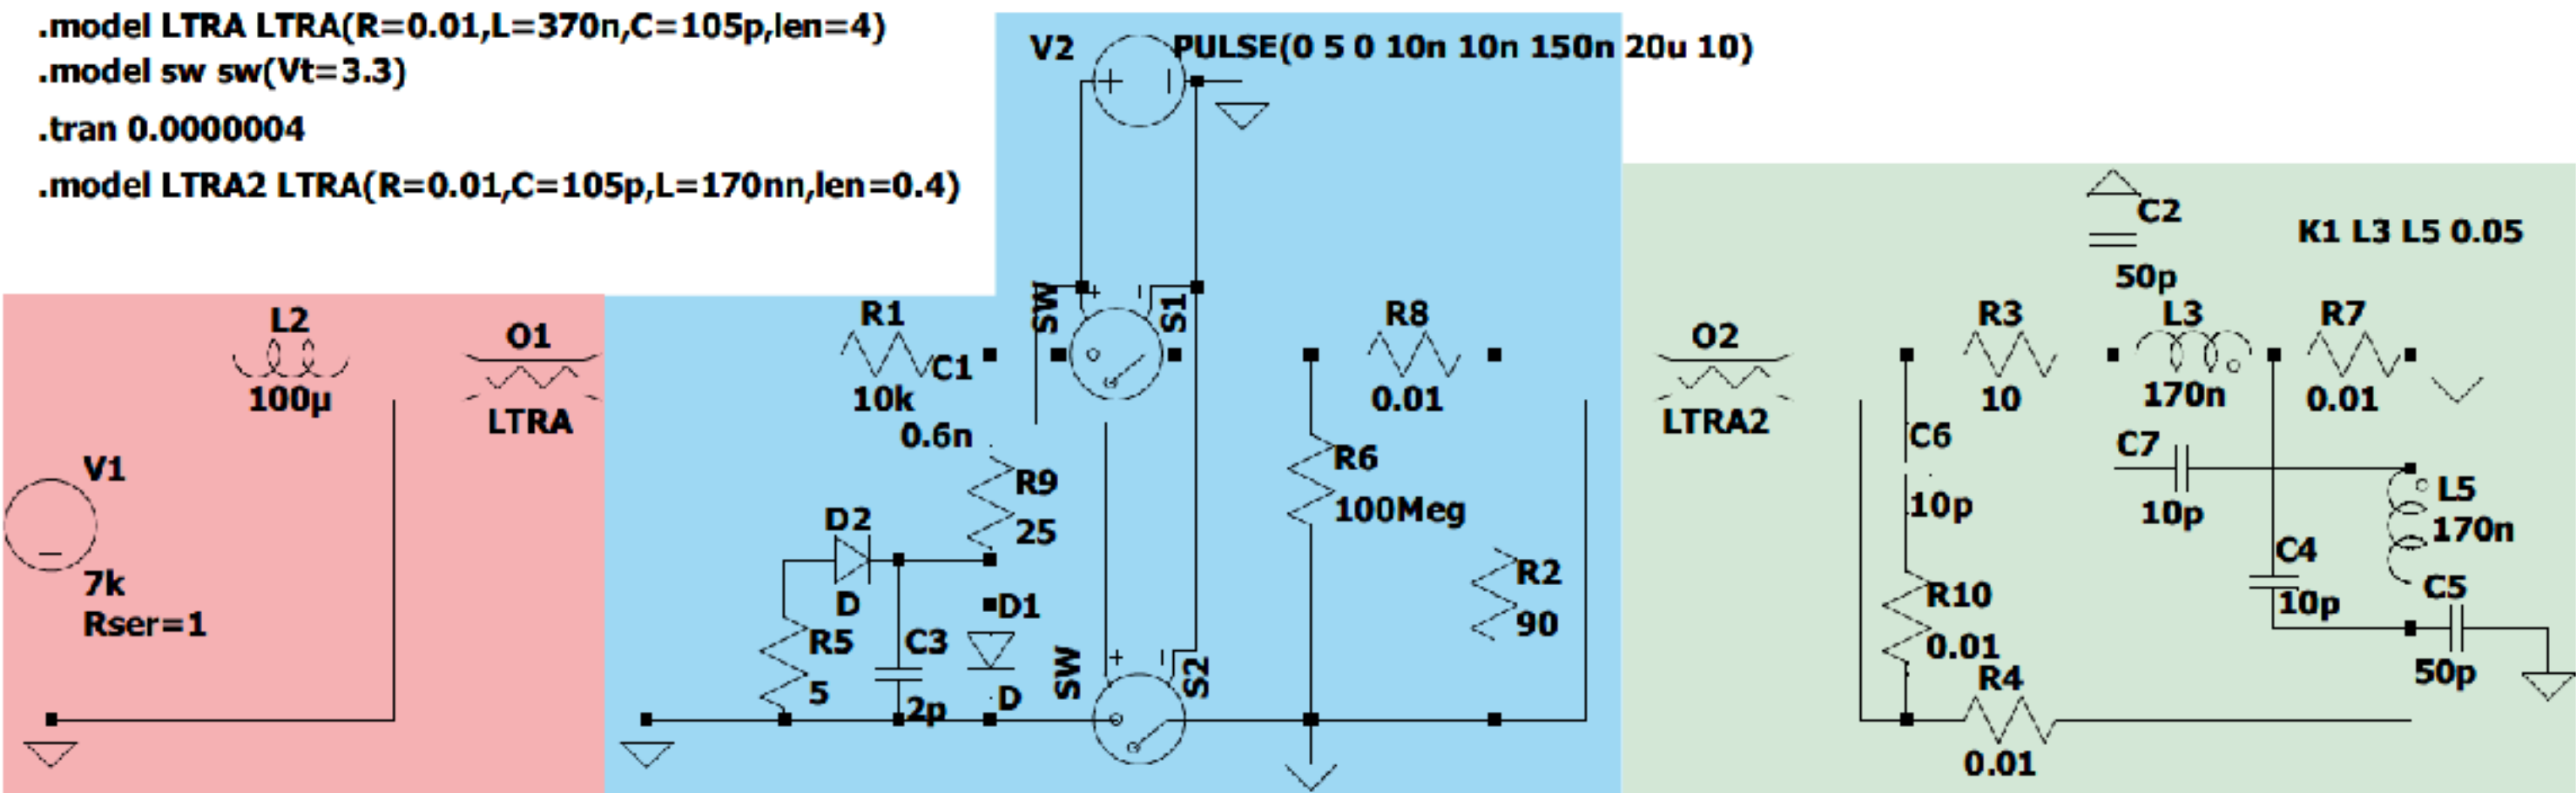 .model LTRA LTRA(R=0.01,L=370n,C=105p,len=4)
.model sw sw(Vt=3.3)
.tran 0.0000004
.model LTRA2 LTRA(R=0.01,C=105p,L=170nn,len=0.4)
V2
PULSE(0 5 0 10n 10n 150n 20u 10)
K1 L3 L5 0.05
C2
50p
L2
100µ
O1
LTRA
V1
7k
Rser=1
R1
10k
C1
0.6n
R9
25
D2
D
R5
5
C3
2p
D1
D
SW
S1
SW
S2
R8
0.01
R6
100Meg
R2
90
O2
LTRA2
C6
10p
R10
0.01
R3
10
R4
0.01
L3
170n
R7
0.01
C7
10p
L5
170n
C4
10p
C5
50p